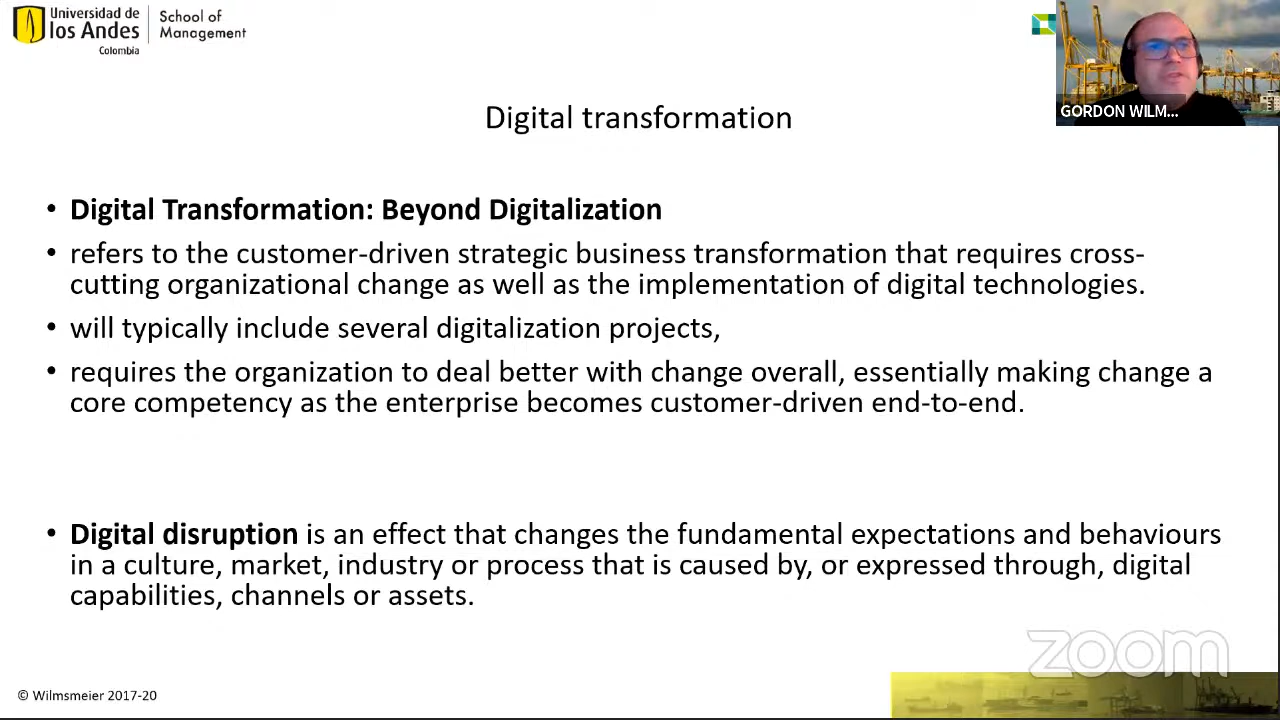 Universidad de
los Andes
Colombia
School of
Management
GORDON WILM...
Digital transformation
• Digital Transformation: Beyond Digitalization
• refers to the customer-driven strategic business transformation that requires cross-
cutting organizational change as well as the implementation of digital technologies.
• will typically include several digitalization projects,
• requires the organization to deal better with change overall, essentially making change a
core competency as the enterprise becomes customer-driven end-to-end.
• Digital disruption is an effect that changes the fundamental expectations and behaviours
in a culture, market, industry or process that is caused by, or expressed through, digital
capabilities, channels or assets.
zoom
© Wilmsmeier 2017-20